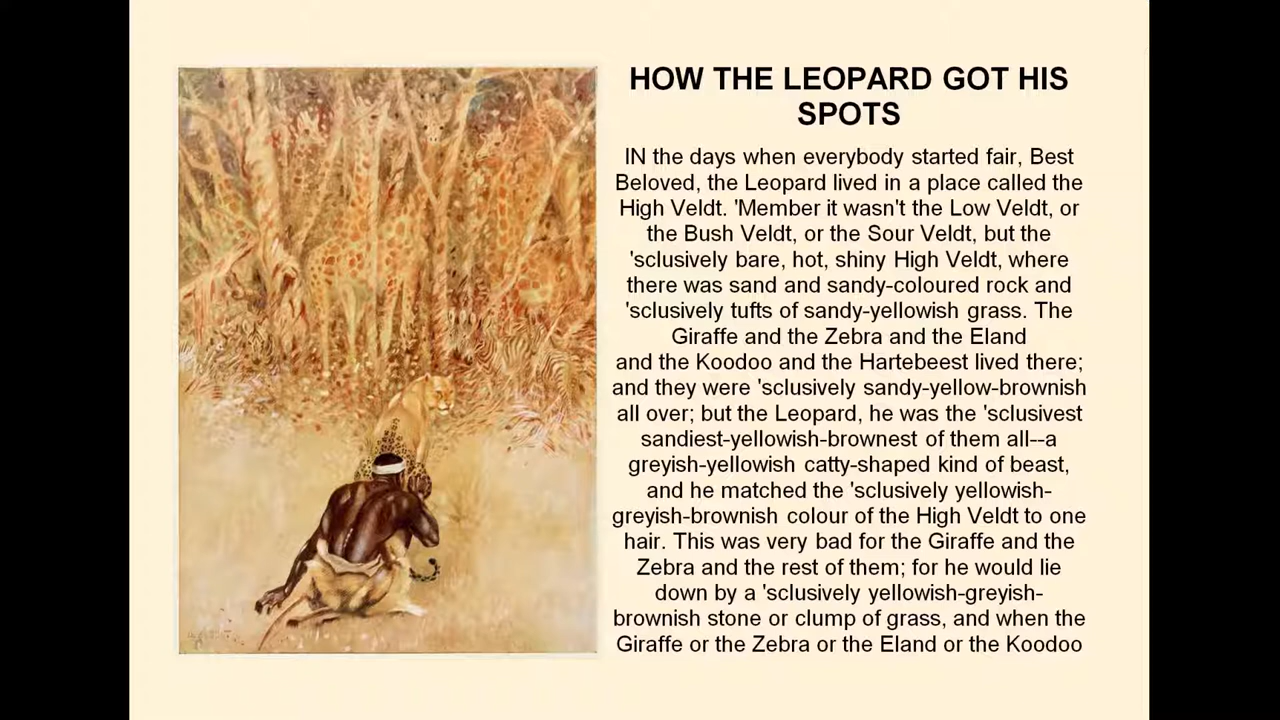 HOW THE LEOPARD GOT HIS
SPOTS
IN the days when everybody started fair, Best
Beloved, the Leopard lived in a place called the
High Veldt. 'Member it wasn't the Low Veldt, or
the Bush Veldt, or the Sour Veldt, but the
'sclusively bare, hot, shiny High Veldt, where
there was sand and sandy-coloured rock and
'sclusively tufts of sandy-yellowish grass. The
Giraffe and the Zebra and the Eland
and the Koodoo and the Hartebeest lived there;
and they were 'sclusively sandy-yellow-brownish
all over; but the Leopard, he was the 'sclusivest
sandiest-yellowish-brownest of them all--a
greyish-yellowish catty-shaped kind of beast,
and he matched the 'sclusively yellowish-
greyish-brownish colour of the High Veldt to one
hair. This was very bad for the Giraffe and the
Zebra and the rest of them; for he would lie
down by a 'sclusively yellowish-greyish-
brownish stone or clump of grass, and when the
Giraffe or the Zebra or the Eland or the Koodoo